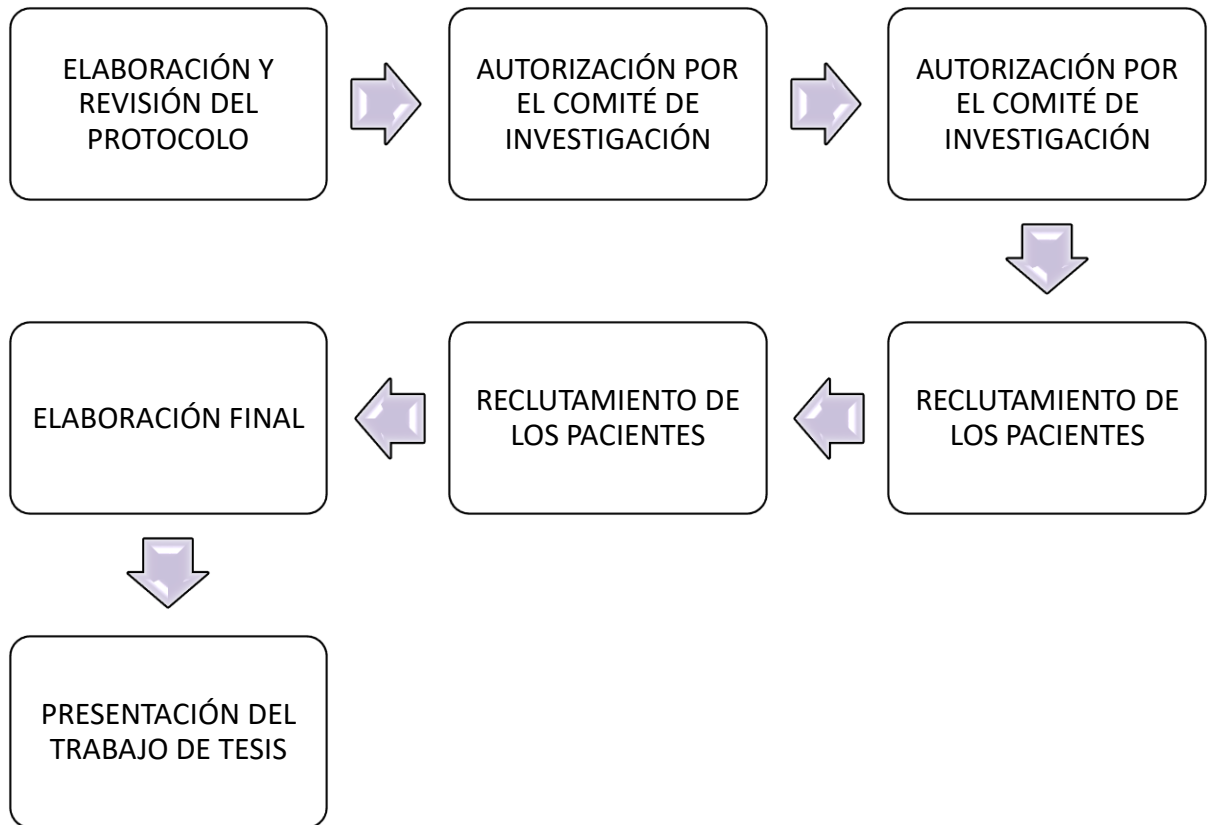 ELABORACIÓN Y
REVISIÓN DEL
PROTOCOLO
AUTORIZACIÓN POR
EL COMITÉ DE
INVESTIGACIÓN
AUTORIZACIÓN POR
EL COMITÉ DE
INVESTIGACIÓN
RECLUTAMIENTO DE
LOS PACIENTES
RECLUTAMIENTO DE
LOS PACIENTES
ELABORACIÓN FINAL
PRESENTACIÓN DEL
TRABAJO DE TESIS